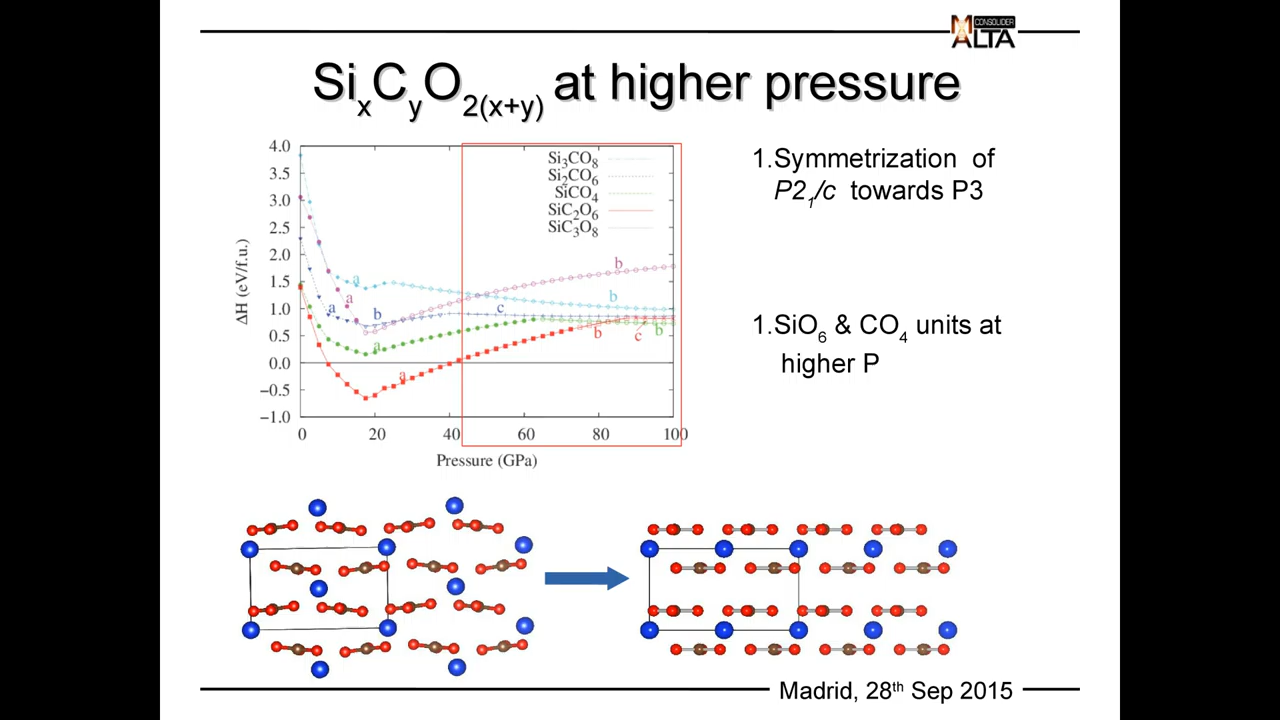 CONSOLIDER
MALTA
SiₓCᵧO₂₍ₓ₊ᵧ₎ at higher pressure
4.0
3.5
3.0
2.5
2.0
1.5
1.0
0.5
0.0
−0.5
−1.0
ΔH (eV/f.u.)
Si₃CO₈
Si₂CO₆
SiCO₄
SiC₂O₆
SiC₃O₈
a
a
a
b
a
a
b
c
b
b
c
b
0 20 40 60 80 100
Pressure (GPa)
1.Symmetrization of
P2₁/c towards P3
1.SiO₆ & CO₄ units at
higher P
Madrid, 28th Sep 2015